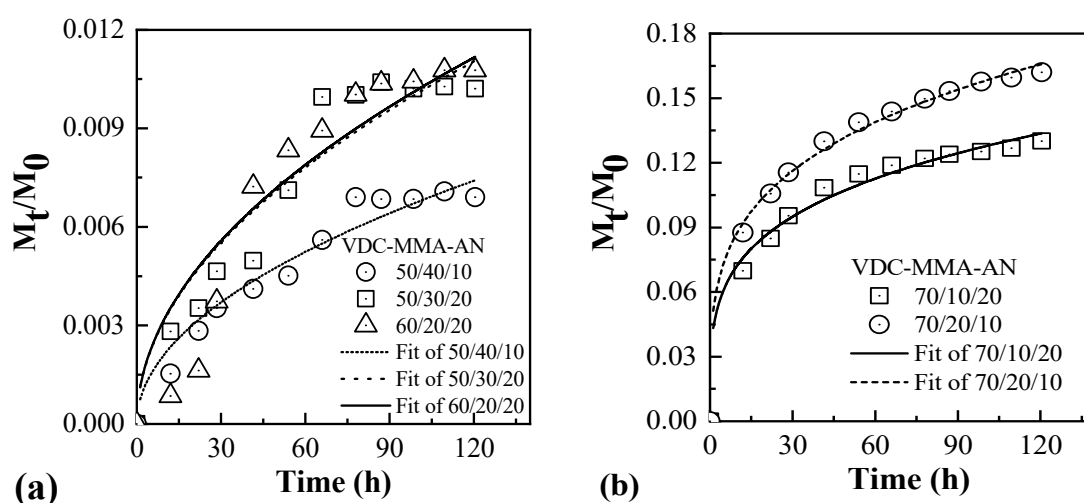 0.012
0.009
0.006
0.003
0.000
M_t/M_0
VDC-MMA-AN
50/40/10
50/30/20
60/20/20
Fit of 50/40/10
Fit of 50/30/20
Fit of 60/20/20
0 30 60 90 120
Time (h)
(a)
0.18
0.15
0.12
0.09
0.06
0.03
0.00
M_t/M_0
VDC-MMA-AN
70/10/20
70/20/10
Fit of 70/10/20
Fit of 70/20/10
0 30 60 90 120
Time (h)
(b)